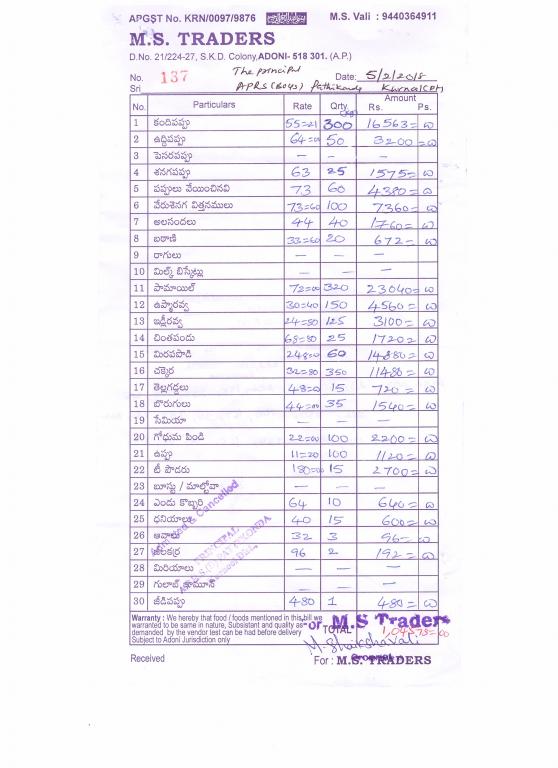 APGST No. KRN/0097/9876 M.S. Vali : 9440364911
M.S. TRADERS
D.No. 21/224-27, S.K.D. Colony, ADONI- 518 301. (A.P.)
No. 137 The principal Date: 5/2/2018
Sri APRS (Boys)
No. Particulars Rate Qrty. Amount Rs. Ps.
1 కందిపప్పు 55=21 300 16563=00
2 ఉద్దిపప్పు 64=00 50 3200=00
3 పెసరపప్పు — — —
4 శనగపప్పు 63 25 1575=00
5 పప్పులు వేయించినవి 73 60 4380=00
6 వేరుశెనగ విత్తనములు 73=60 100 7360=00
7 అలసందలు 44 40 1760=00
8 బఠాణి 33=60 20 672=00
9 రాగులు — — —
10 మిల్క్ బిస్కేట్లు — — —
11 పామాయిల్ 72=00 320 23040=00
12 ఉప్మారవ్వ 30=40 150 4560=00
13 ఇడ్లీరవ్వ 24=80 125 3100=00
14 చింతపండు 68=80 25 1720=00
15 మిరపపొడి 248=00 60 14880=00
16 చక్కెర 32=80 350 11480=00
17 తెల్లగడ్డలు 48=00 15 720=00
18 బొరుగులు 44=00 35 1540=00
19 సేమియా — — —
20 గోధుమ పిండి 22=00 100 2200=00
21 ఉప్పు 11=20 100 1120=00
22 టీ పౌడరు 180=00 15 2700=00
23 బూస్టు / మాల్టోవా — — —
24 ఎండు కొబ్బరి 64 10 640=00
25 ధనియాలు 40 15 600=00
26 ఆవాలు 32 3 96=00
27 జీలకర్ర 96 2 192=00
28 మిరియాలు — — —
29 గులాబ్ జామూన్ — — —
30 జీడిపప్పు 480 1 480=00
Warranty : We hereby that food / foods mentioned in this bill we
warranted to be same in nature, Subsistant and quality as
demanded by the vendor test can be had before delivery
Subject to Adoni Jurisdiction only
or M.S Traders
TOTAL 1,04,573=00
Received For : M.S. TRADERS